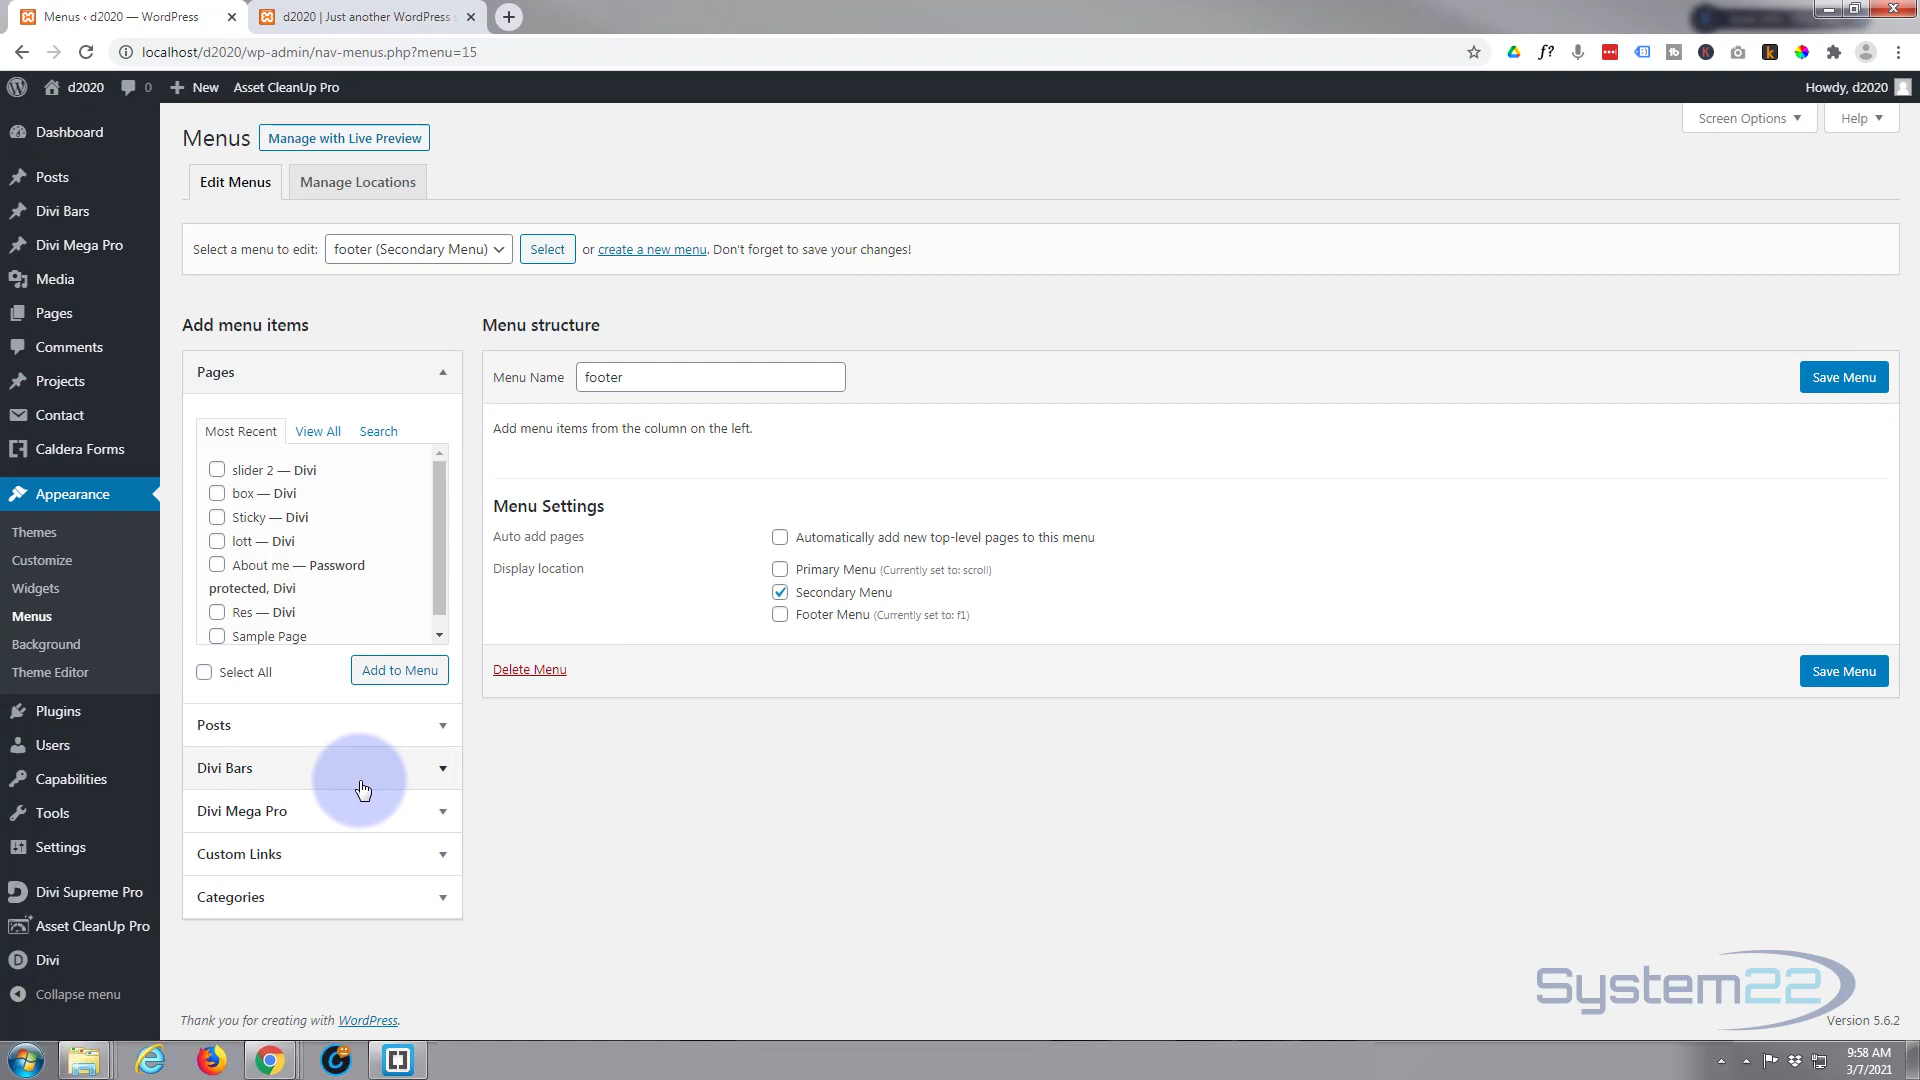 Menus ‹ d2020 — WordPress
d2020 | Just another WordPress s
localhost/d2020/wp-admin/nav-menus.php?menu=15
d2020
0
New
Asset CleanUp Pro
Howdy, d2020
Dashboard
Posts
Divi Bars
Divi Mega Pro
Media
Pages
Comments
Projects
Contact
Caldera Forms
Appearance
Themes
Customize
Widgets
Menus
Background
Theme Editor
Plugins
Users
Capabilities
Tools
Settings
Divi Supreme Pro
Asset CleanUp Pro
Divi
Collapse menu
Menus
Manage with Live Preview
Screen Options
Help
Edit Menus
Manage Locations
Select a menu to edit: footer (Secondary Menu) Select or create a new menu. Don't forget to save your changes!
Add menu items
Pages
Most Recent
View All
Search
slider 2 — Divi
box — Divi
Sticky — Divi
lott — Divi
About me — Password
protected, Divi
Res — Divi
Sample Page
Select All
Add to Menu
Posts
Divi Bars
Divi Mega Pro
Custom Links
Categories
Menu structure
Menu Name footer
Save Menu
Add menu items from the column on the left.
Menu Settings
Auto add pages
Automatically add new top-level pages to this menu
Display location
Primary Menu (Currently set to: scroll)
Secondary Menu
Footer Menu (Currently set to: f1)
Delete Menu
Save Menu
Thank you for creating with WordPress.
System22
Version 5.6.2
9:58 AM
3/7/2021